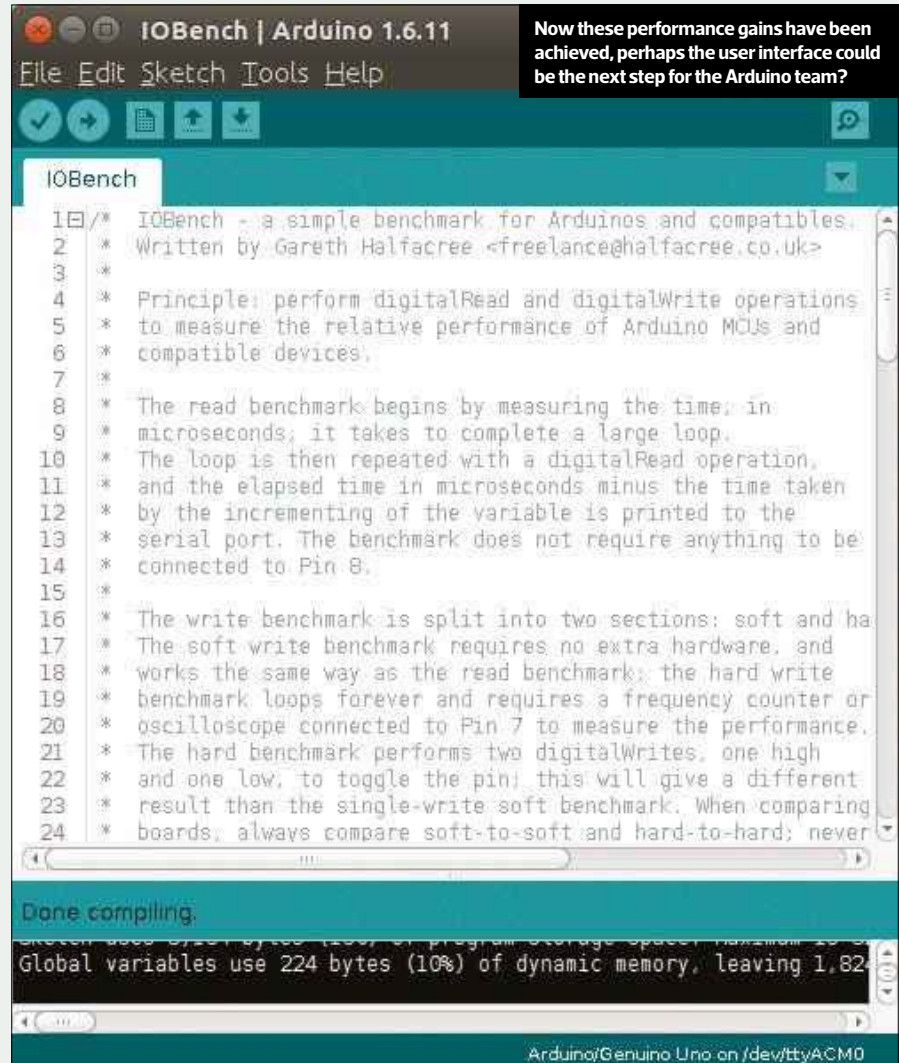 IOBench | Arduino 1.6.11
Now these performance gains have been
achieved, perhaps the user interface could
be the next step for the Arduino team?
File Edit Sketch Tools Help
IOBench
1 /* IOBench - a simple benchmark for Arduinos and compatibles.
2 * Written by Gareth Halfacree <freelance@halfacree.co.uk>
3 *
4 * Principle: perform digitalRead and digitalWrite operations
5 * to measure the relative performance of Arduino MCUs and
6 * compatible devices.
7 *
8 * The read benchmark begins by measuring the time, in
9 * microseconds, it takes to complete a large loop.
10 * The loop is then repeated with a digitalRead operation,
11 * and the elapsed time in microseconds minus the time taken
12 * by the incrementing of the variable is printed to the
13 * serial port. The benchmark does not require anything to be
14 * connected to Pin 8.
15 *
16 * The write benchmark is split into two sections: soft and ha
17 * The soft write benchmark requires no extra hardware, and
18 * works the same way as the read benchmark; the hard write
19 * benchmark loops forever and requires a frequency counter or
20 * oscilloscope connected to Pin 7 to measure the performance.
21 * The hard benchmark performs two digitalWrites, one high
22 * and one low, to toggle the pin; this will give a different
23 * result than the single-write soft benchmark. When comparing
24 * boards, always compare soft-to-soft and hard-to-hard; never
Done compiling.
Global variables use 224 bytes (10%) of dynamic memory, leaving 1,824
Arduino/Genuino Uno on /dev/ttyACM0